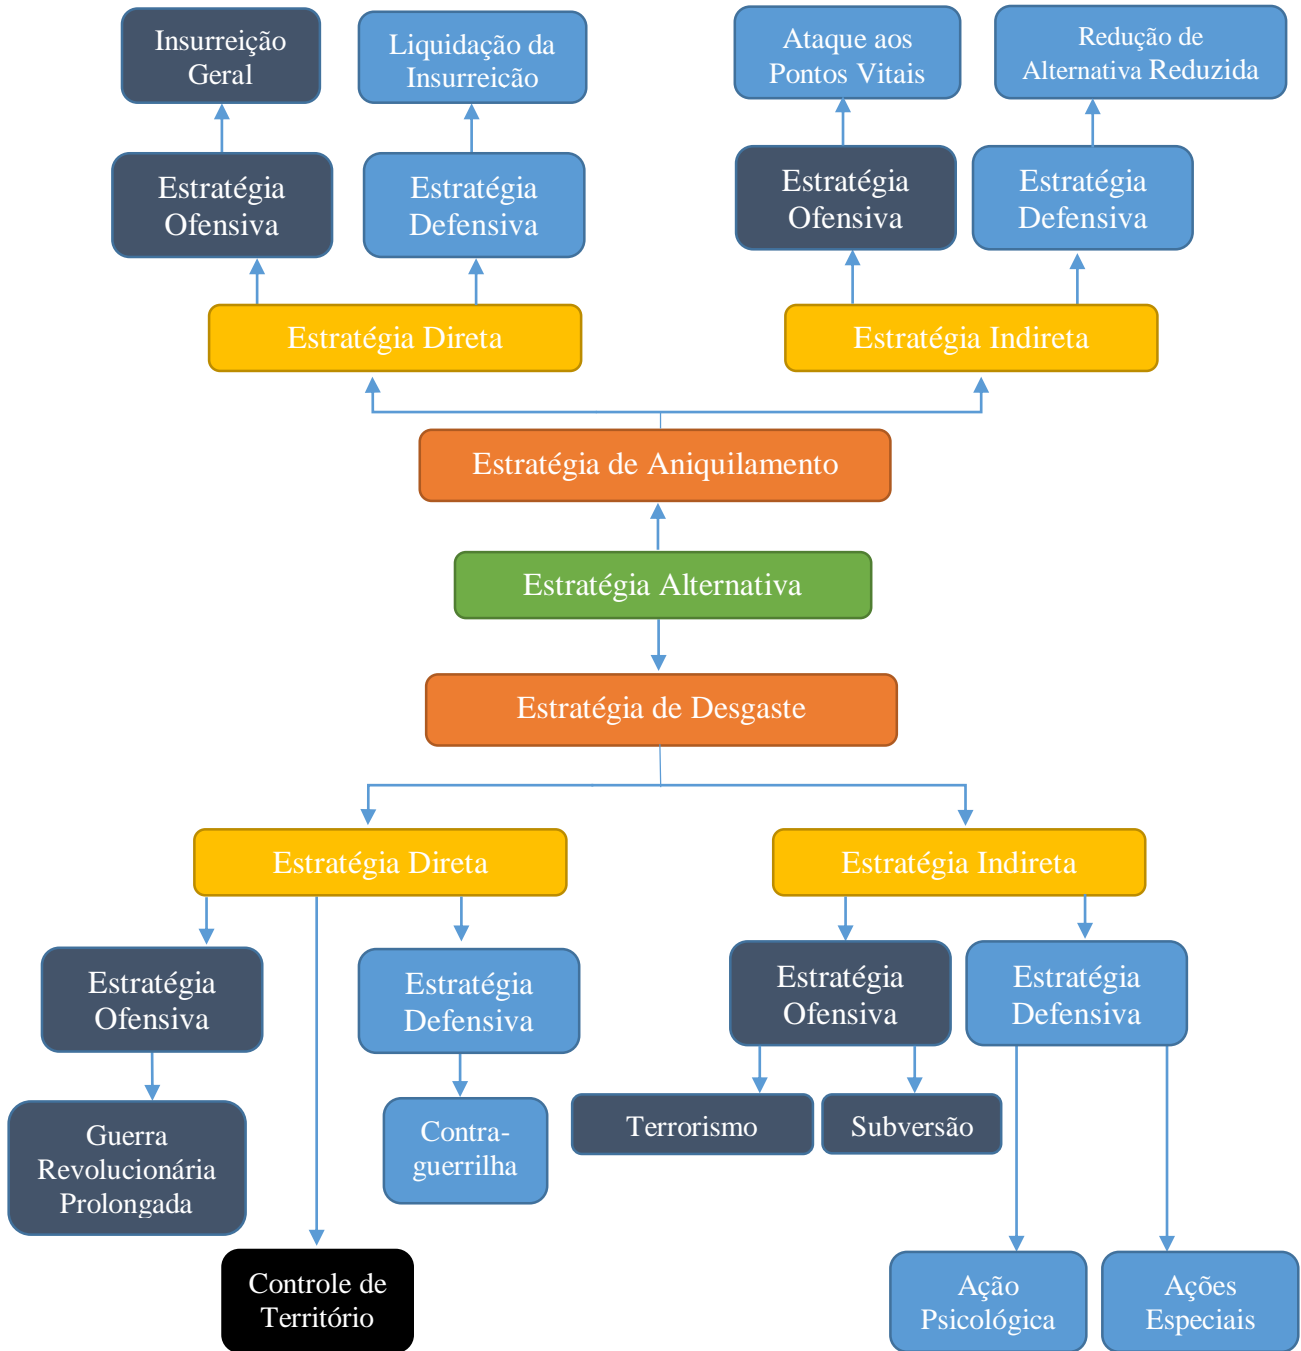 Insurreição
Geral
Liquidação da
Insurreicão
Ataque aos
Pontos Vitais
Redução de
Alternativa Reduzida
Estratégia
Ofensiva
Estratégia
Defensiva
Estratégia
Ofensiva
Estratégia
Defensiva
Estratégia Direta
Estratégia Indireta
Estratégia de Aniquilamento
Estratégia Alternativa
Estratégia de Desgaste
Estratégia Direta
Estratégia Indireta
Estratégia
Ofensiva
Estratégia
Defensiva
Estratégia
Ofensiva
Estratégia
Defensiva
Guerra
Revolucionária
Prolongada
Contra-
guerrilha
Terrorismo
Subversão
Controle de
Território
Ação
Psicológica
Ações
Especiais